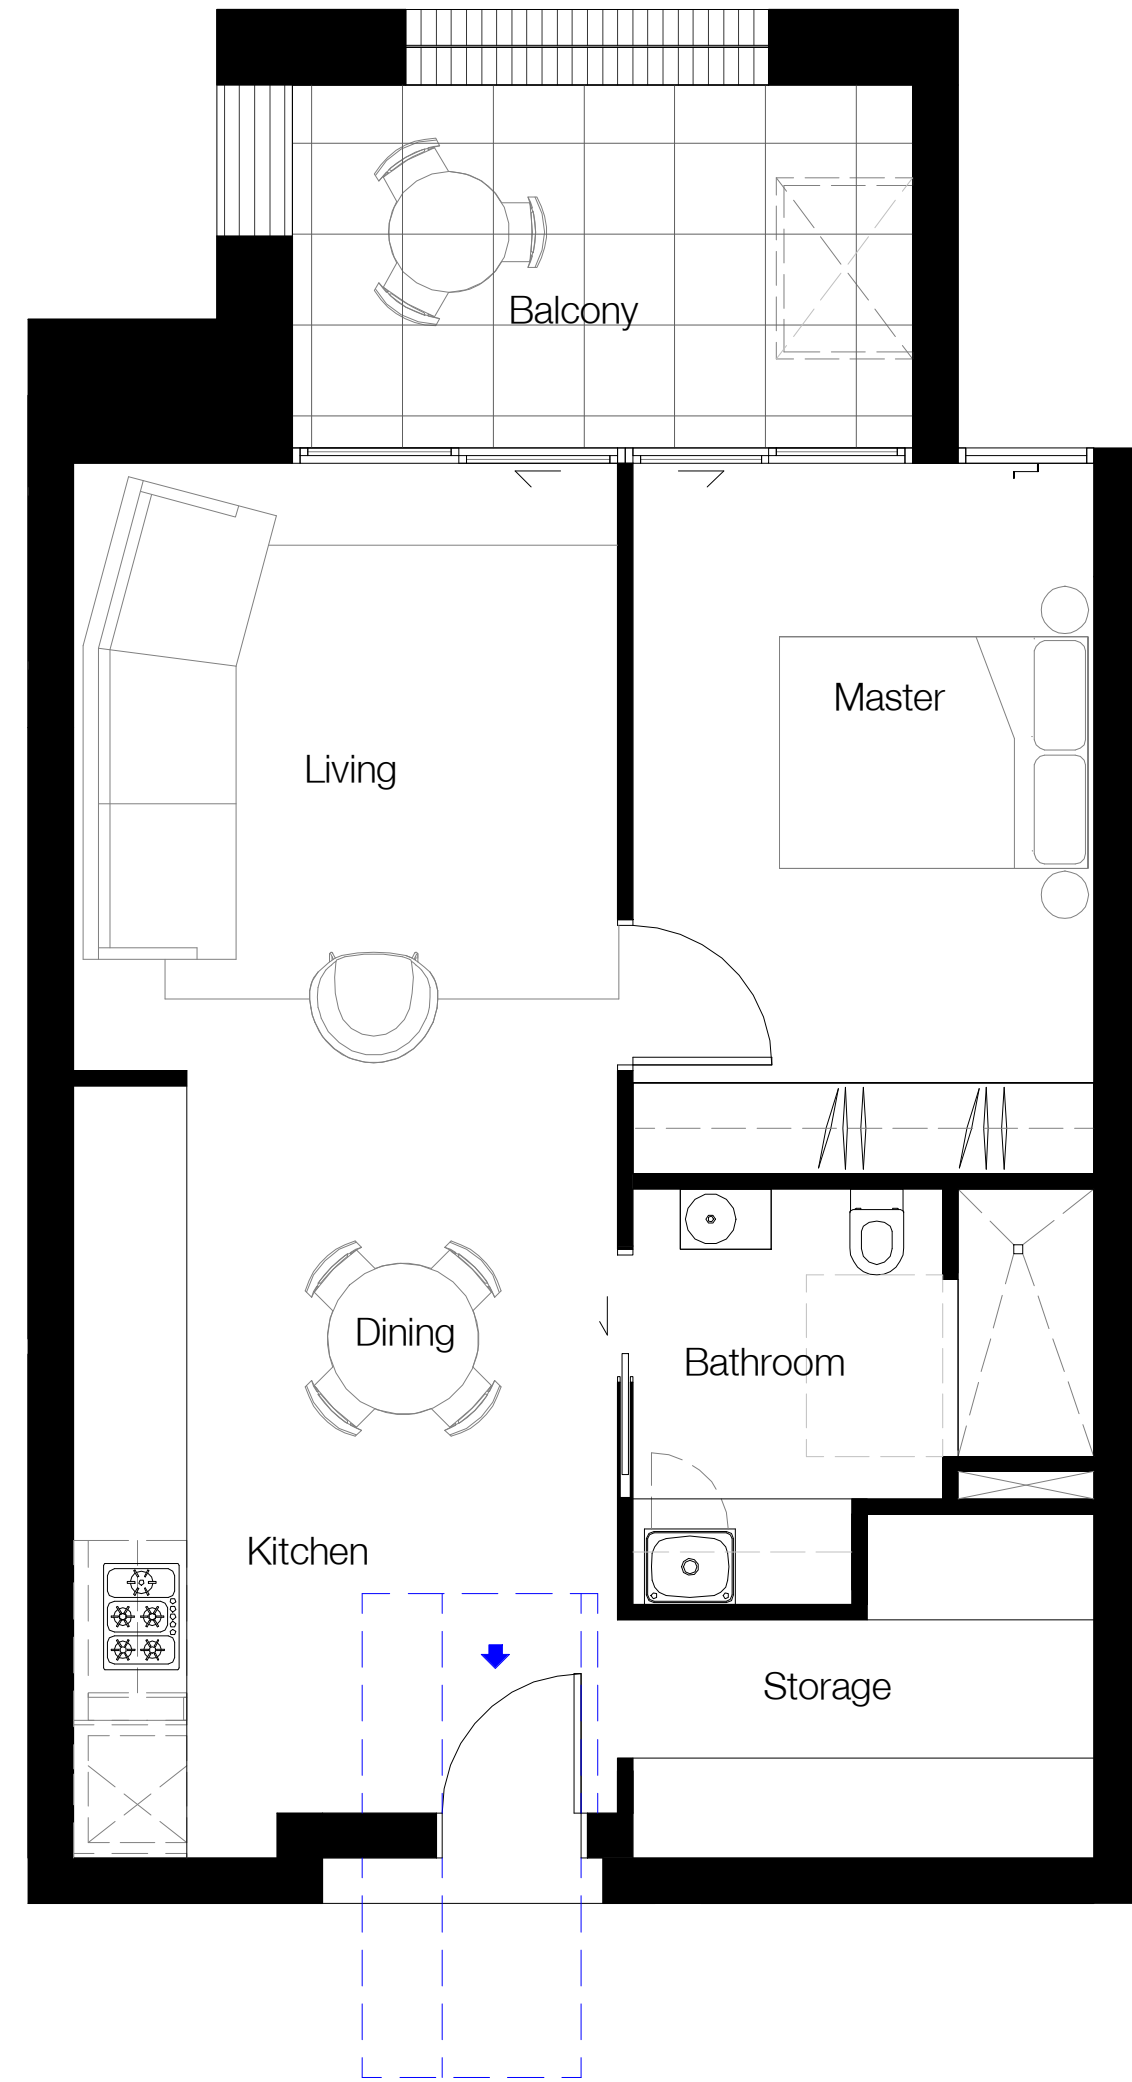 Balcony
Master
Living
Dining
Bathroom
Kitchen
Storage